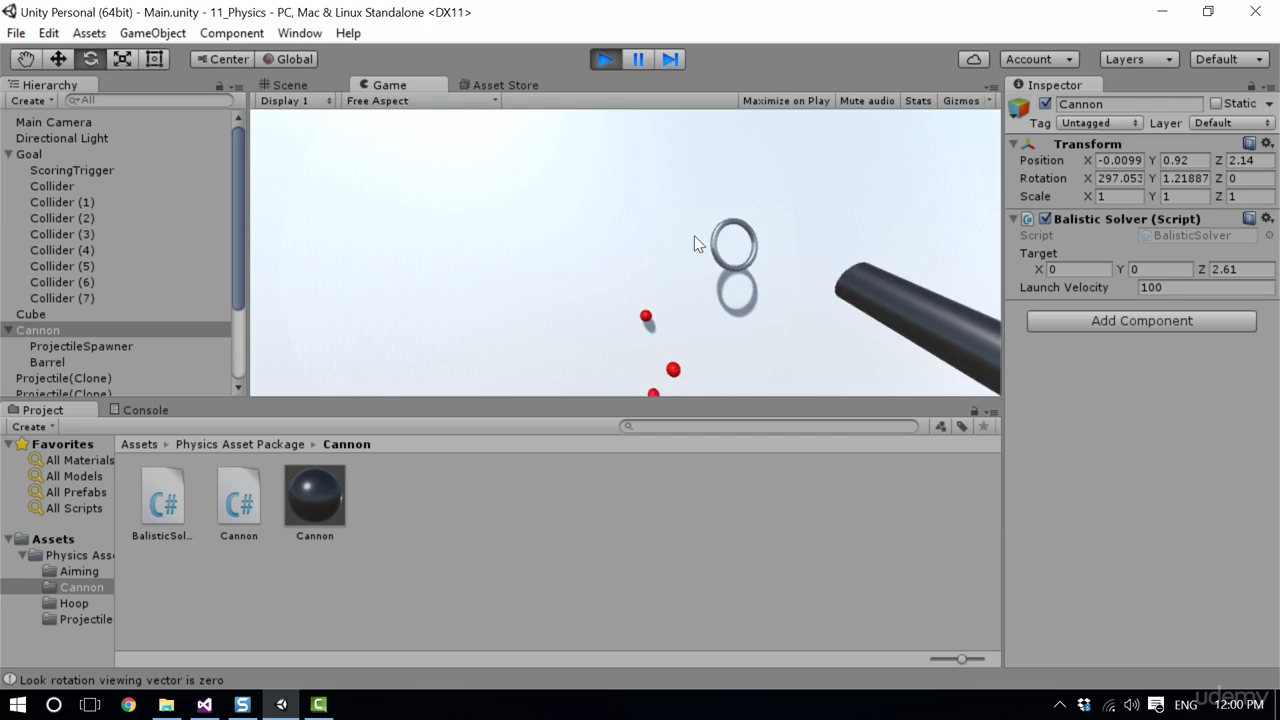 Unity Personal (64bit) - Main.unity - 11_Physics - PC, Mac & Linux Standalone <DX11>
File Edit Assets GameObject Component Window Help
Center Global Account Layers Default
Hierarchy Scene Game Asset Store Inspector
Create All Display 1 Free Aspect Maximize on Play Mute audio Stats Gizmos
Cannon Static
Tag Untagged Layer Default
Main Camera
Directional Light
Goal
ScoringTrigger
Collider
Collider (1)
Collider (2)
Collider (3)
Collider (4)
Collider (5)
Collider (6)
Collider (7)
Cube
Cannon
ProjectileSpawner
Barrel
Projectile(Clone)
Projectile(Clone)
Transform
Position X -0.0099 Y 0.92 Z 2.14
Rotation X 297.053 Y 1.21887 Z 0
Scale X 1 Y 1 Z 1
Balistic Solver (Script)
Script BalisticSolver
Target
X 0 Y 0 Z 2.61
Launch Velocity 100
Add Component
Project Console
Create
Favorites
All Materials
All Models
All Prefabs
All Scripts
Assets
Physics Ass
Aiming
Cannon
Hoop
Projectile
Assets Physics Asset Package Cannon
C# C#
BalisticSol... Cannon Cannon
Look rotation viewing vector is zero
ENG 12:00 PM
udemy